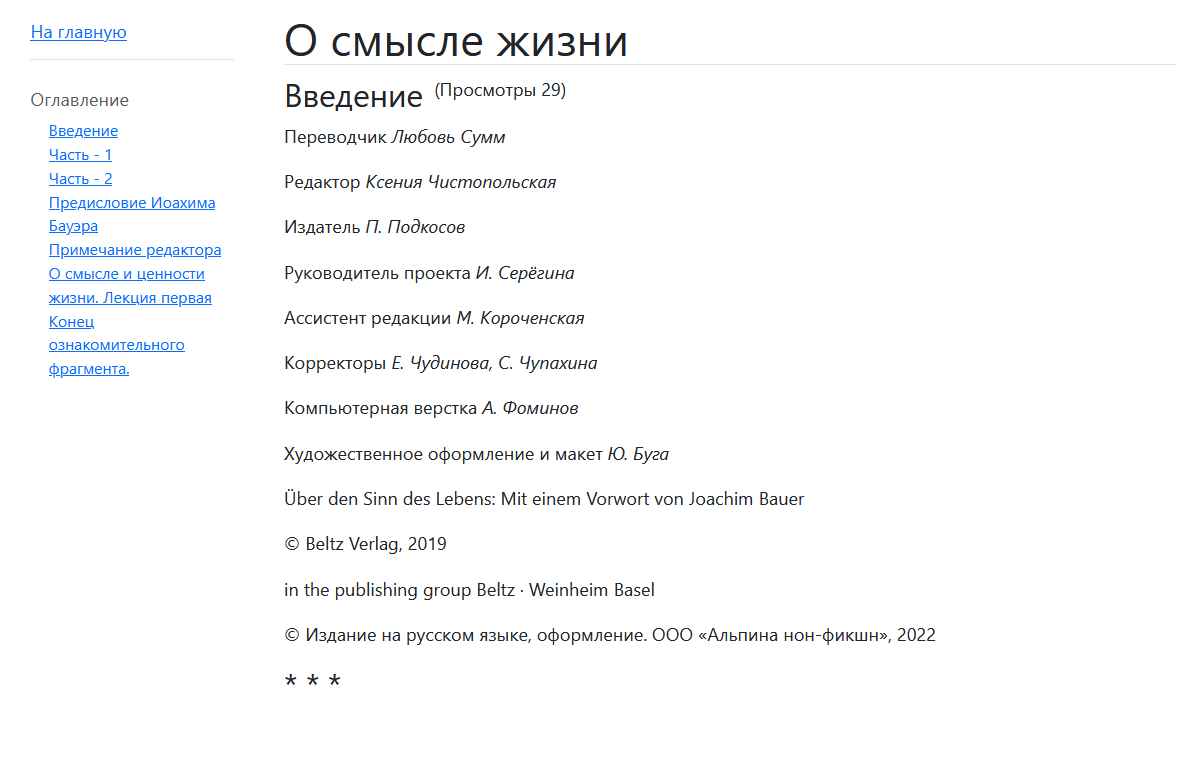 На главную
Оглавление
Введение
Часть - 1
Часть - 2
Предисловие Иоахима
Бауэра
Примечание редактора
О смысле и ценности
жизни. Лекция первая
Конец
ознакомительного
фрагмента.
О смысле жизни
Введение (Просмотры 29)
Переводчик Любовь Сумм
Редактор Ксения Чистопольская
Издатель П. Подкосов
Руководитель проекта И. Серёгина
Ассистент редакции М. Короченская
Корректоры Е. Чудинова, С. Чупахина
Компьютерная верстка А. Фоминов
Художественное оформление и макет Ю. Буга
Über den Sinn des Lebens: Mit einem Vorwort von Joachim Bauer
© Beltz Verlag, 2019
in the publishing group Beltz · Weinheim Basel
© Издание на русском языке, оформление. ООО «Альпина нон-фикшн», 2022
* * *